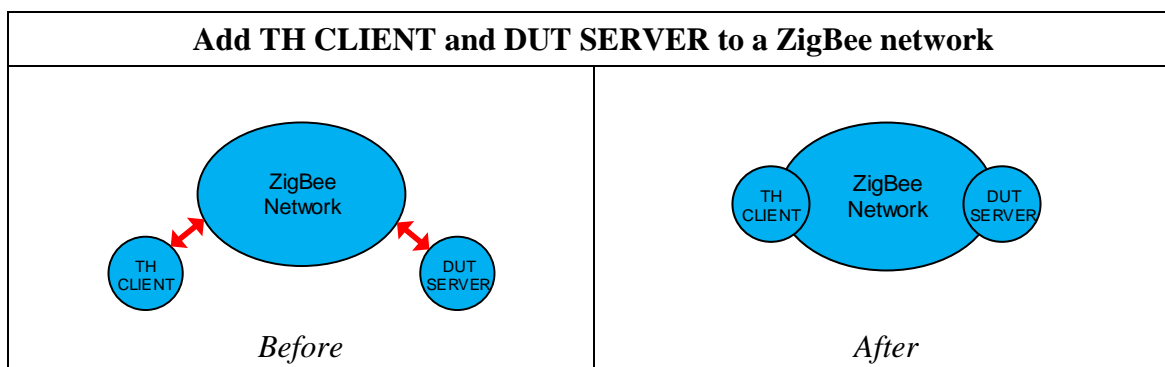 Add TH CLIENT and DUT SERVER to a ZigBee network
ZigBee
Network
TH
CLIENT
DUT
SERVER
Before
ZigBee
Network
TH
CLIENT
DUT
SERVER
After